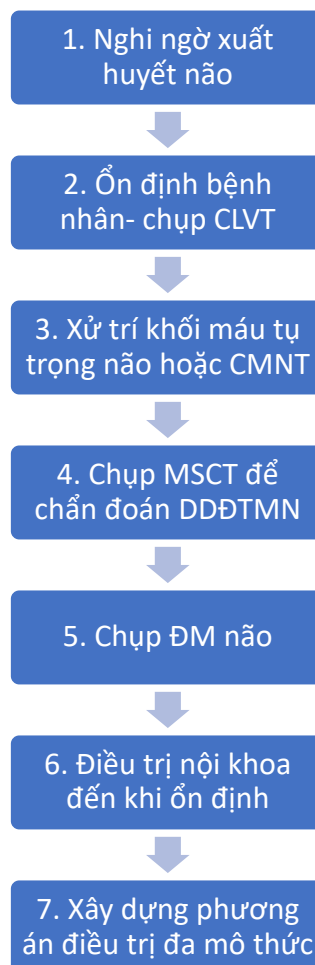 1. Nghi ngờ xuất
huyết não
2. Ổn định bệnh
nhân- chụp CLVT
3. Xử trí khối máu tụ
trọng não hoặc CMNT
4. Chụp MSCT để
chẩn đoán DDĐTMN
5. Chụp ĐM não
6. Điều trị nội khoa
đến khi ổn định
7. Xây dựng phương
án điều trị đa mô thức